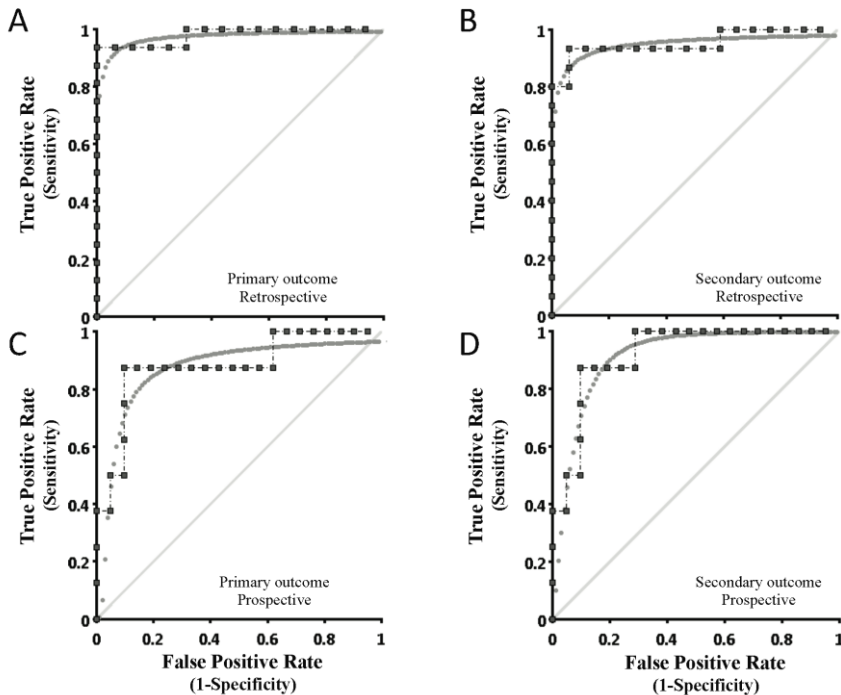 A
True Positive Rate
(Sensitivity)
1
0.8
0.6
0.4
0.2
0
Primary outcome
Retrospective
B
True Positive Rate
(Sensitivity)
1
0.8
0.6
0.4
0.2
0
Secondary outcome
Retrospective
C
True Positive Rate
(Sensitivity)
1
0.8
0.6
0.4
0.2
0
Primary outcome
Prospective
0 0.2 0.4 0.6 0.8 1
False Positive Rate
(1-Specificity)
D
True Positive Rate
(Sensitivity)
1
0.8
0.6
0.4
0.2
0
Secondary outcome
Prospective
0 0.2 0.4 0.6 0.8 1
False Positive Rate
(1-Specificity)